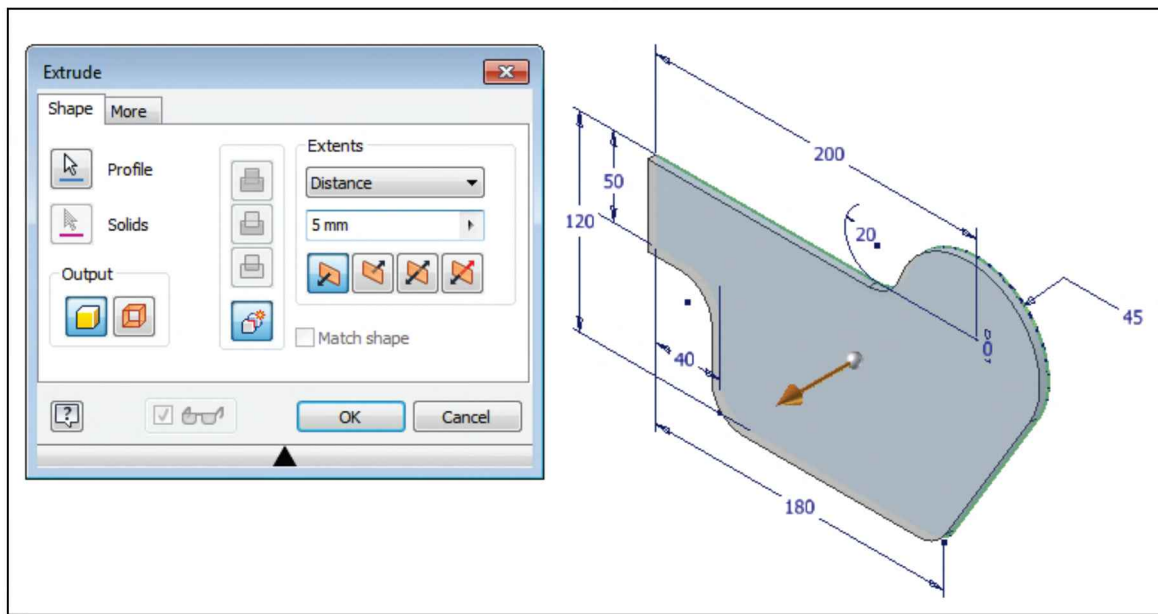 Extrude
Shape
More
Profile
Solids
Output
Extents
Distance
5 mm
Match shape
?
OK
Cancel
200
50
120
20
45
0
40
180